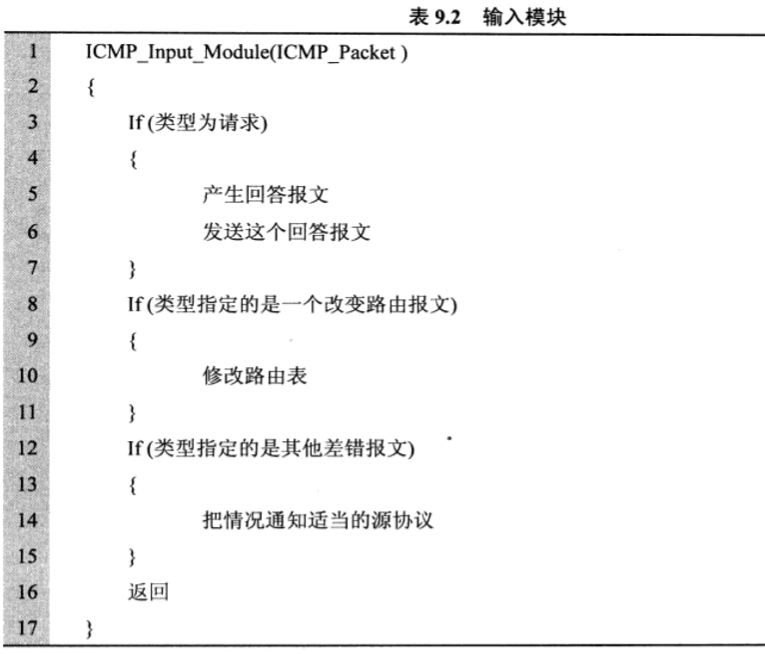 表 9.2 输入模块
1 ICMP_Input_Module(ICMP_Packet )
2 {
3 If (类型为请求)
4 {
5 产生回答报文
6 发送这个回答报文
7 }
8 If (类型指定的是一个改变路由报文)
9 {
10 修改路由表
11 }
12 If (类型指定的是其他差错报文)
13 {
14 把情况通知适当的源协议
15 }
16 返回
17 }